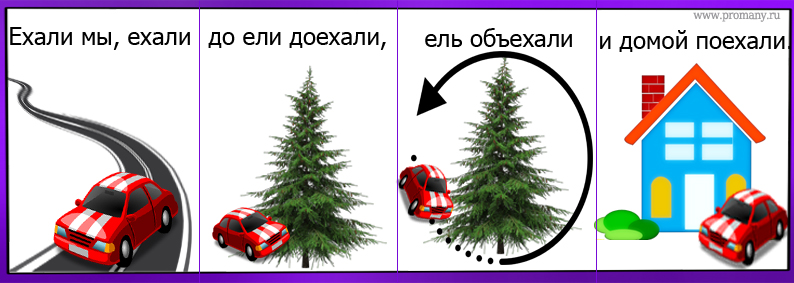 www.promany.ru
Ехали мы, ехали
до ели доехали,
ель объехали
и домой поехали.